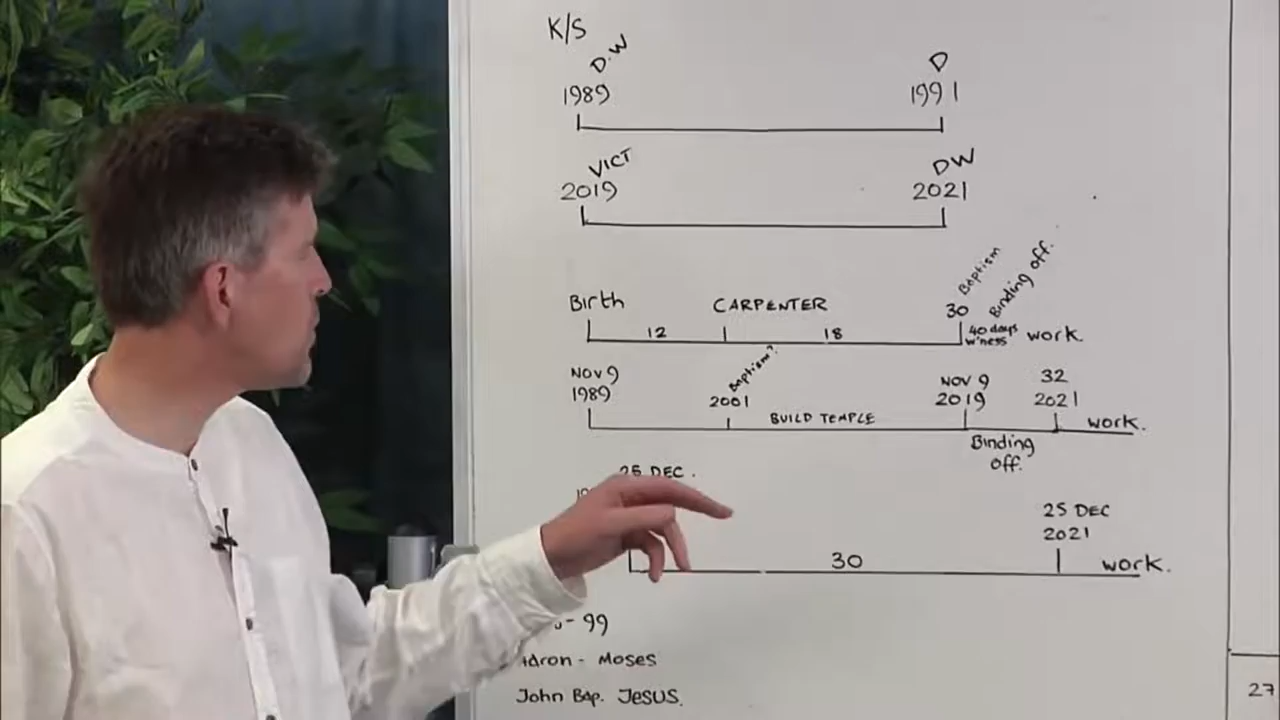 K/S
D.W D
1989 1991
VICT DW
2019 2021
Baptism
Binding off.
Birth CARPENTER 30
12 18 40 days work.
w'ness
Baptism?
NOV 9 NOV 9 32
1989 2001 2019 2021
BUILD TEMPLE work.
Binding
off.
25 DEC. 25 DEC
2021
30 work.
- 99
Aaron - Moses
John Bap. Jesus.
27